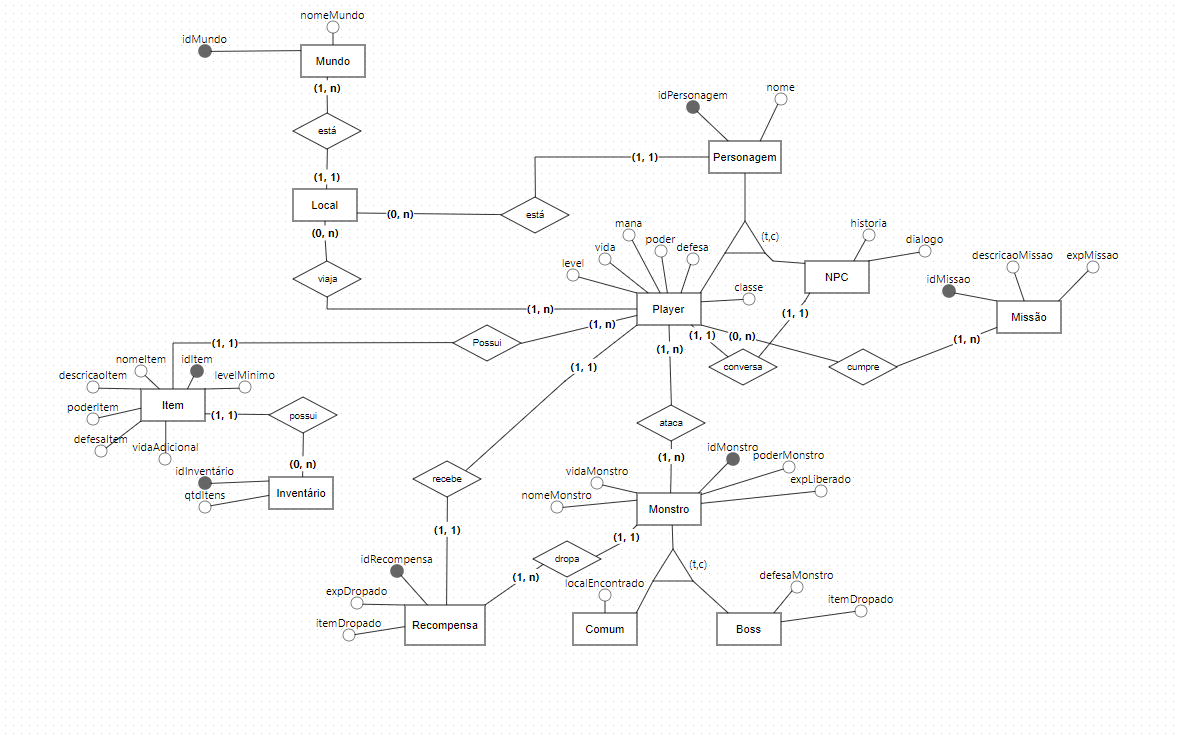 nomeMundo
idMundo
Mundo
(1, n)
está
(1, 1)
Local
(0, n)
está
(1, 1)
idPersonagem
nome
Personagem
(t,c)
(0, n)
viaja
(1, n)
mana
vida
poder
defesa
level
classe
Player
historia
dialogo
NPC
(1, 1)
conversa
(1, 1)
(0, n)
cumpre
(1, n)
descricaoMissao
expMissao
idMissao
Missão
(1, n)
Possui
(1, 1)
nomeItem
idItem
descricaoItem
levelMinimo
poderItem
Item
defesaItem
vidaAdicional
(1, 1)
possui
(0, n)
idInventário
qtdItens
Inventário
(1, 1)
recebe
(1, 1)
(1, n)
ataca
(1, n)
idMonstro
poderMonstro
vidaMonstro
expLiberado
nomeMonstro
Monstro
(1, 1)
dropa
(1, n)
idRecompensa
expDropado
itemDropado
Recompensa
(t,c)
localEncontrado
Comum
defesaMonstro
itemDropado
Boss